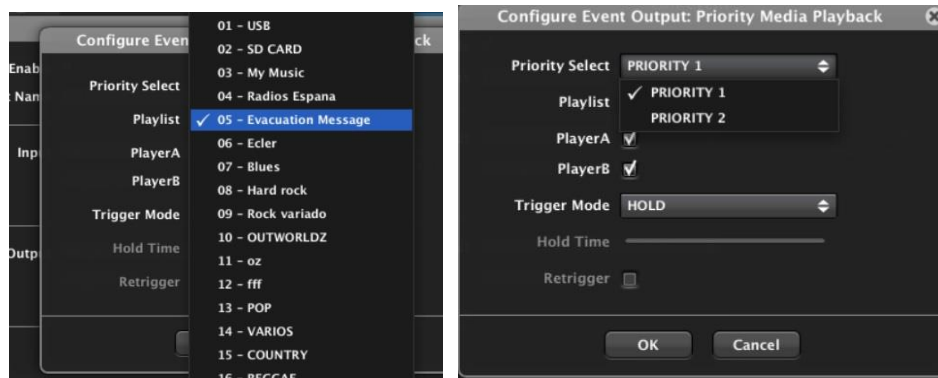 01 – USB
02 – SD CARD
03 – My Music
04 – Radios Espana
05 – Evacuation Message
06 – Ecler
07 – Blues
08 – Hard rock
09 – Rock variado
10 – OUTWORLDZ
11 – oz
12 – fff
13 – POP
14 – VARIOS
15 – COUNTRY
16 – REGGAE
Configure Even
ck
Enab
Nan
Inp
Outp
Priority Select
Playlist
PlayerA
PlayerB
Trigger Mode
Hold Time
Retrigger
Configure Event Output: Priority Media Playback
Priority Select PRIORITY 1
PRIORITY 1
Playlist
PRIORITY 2
PlayerA
PlayerB
Trigger Mode HOLD
Hold Time
Retrigger
OK Cancel